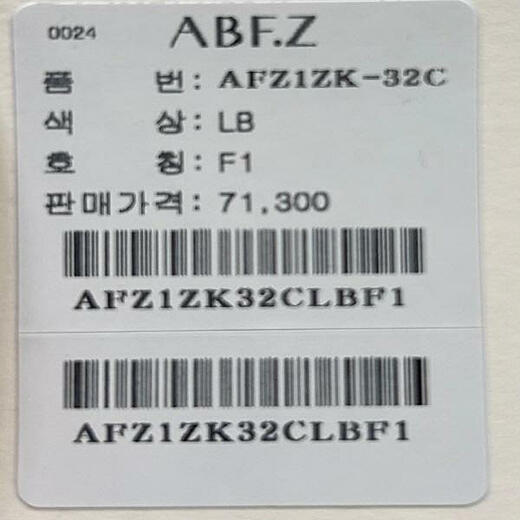 0024 ABF.Z
품 번: AFZ1ZK-32C
색 상: LB
호 칭: F1
판매가격: 71,300
AFZ1ZK32CLBF1
AFZ1ZK32CLBF1